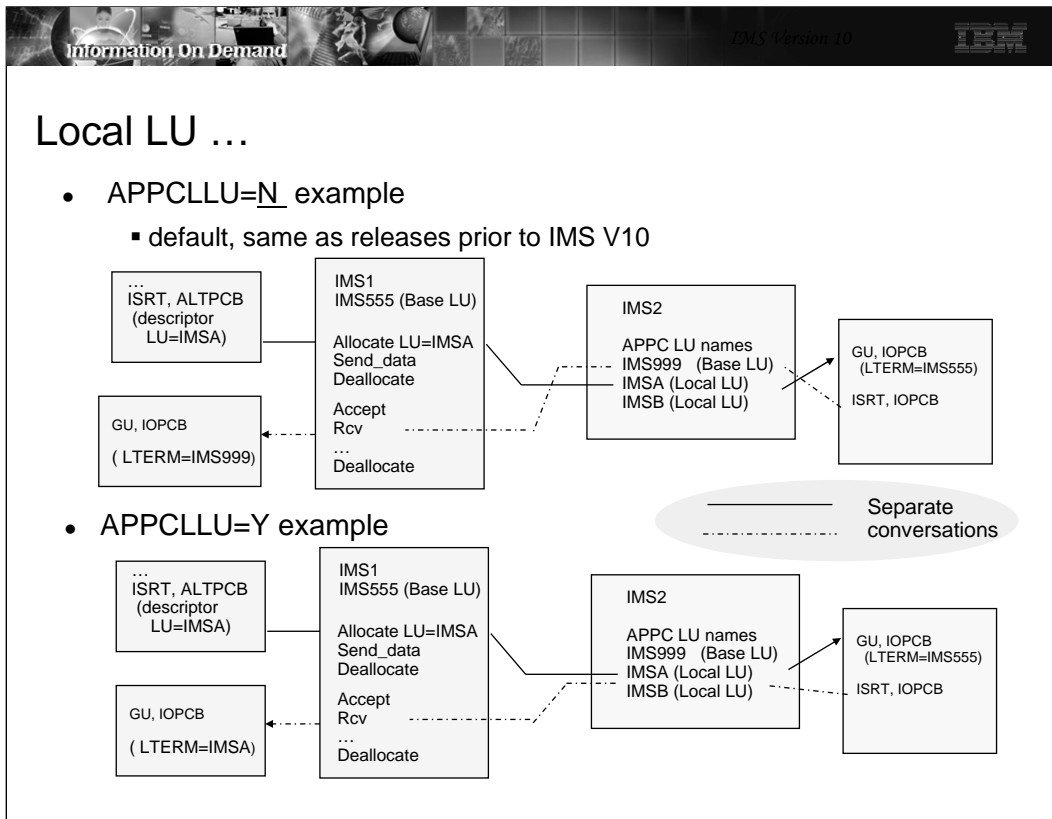 Information On Demand
IMS Version 10
IBM
Local LU …
• APPCLLU=N example
▪ default, same as releases prior to IMS V10
…
ISRT, ALTPCB
(descriptor
LU=IMSA)
GU, IOPCB
( LTERM=IMS999)
IMS1
IMS555 (Base LU)
Allocate LU=IMSA
Send_data
Deallocate
Accept
Rcv
…
Deallocate
IMS2
APPC LU names
IMS999 (Base LU)
IMSA (Local LU)
IMSB (Local LU)
GU, IOPCB
(LTERM=IMS555)
ISRT, IOPCB
Separate
conversations
• APPCLLU=Y example
…
ISRT, ALTPCB
(descriptor
LU=IMSA)
GU, IOPCB
( LTERM=IMSA)
IMS1
IMS555 (Base LU)
Allocate LU=IMSA
Send_data
Deallocate
Accept
Rcv
…
Deallocate
IMS2
APPC LU names
IMS999 (Base LU)
IMSA (Local LU)
IMSB (Local LU)
GU, IOPCB
(LTERM=IMS555)
ISRT, IOPCB